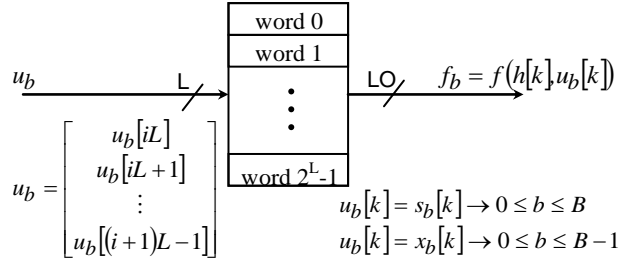 word 0
word 1
u_b L LO f_b = f(h[k],u_b[k])
⋮
u_b = [ u_b[iL]
u_b[iL+1]
⋮
u_b[(i+1)L−1] ]
word 2^L-1
u_b[k] = s_b[k] → 0 ≤ b ≤ B
u_b[k] = x_b[k] → 0 ≤ b ≤ B−1